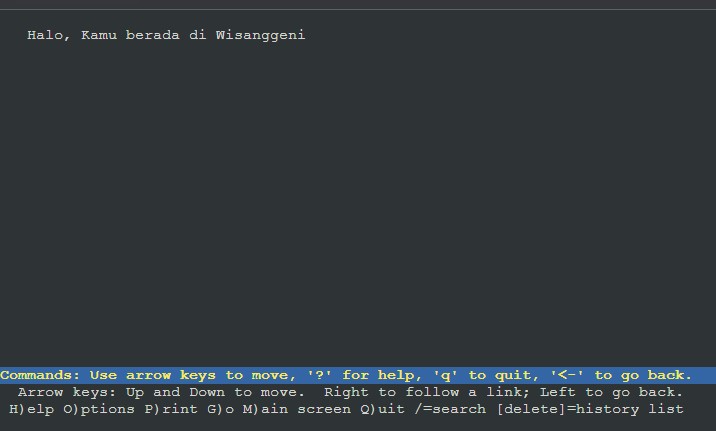 Halo, Kamu berada di Wisanggeni
Commands: Use arrow keys to move, '?' for help, 'q' to quit, '<-' to go back.
Arrow keys: Up and Down to move.  Right to follow a link; Left to go back.
H)elp O)ptions P)rint G)o M)ain screen Q)uit /=search [delete]=history list